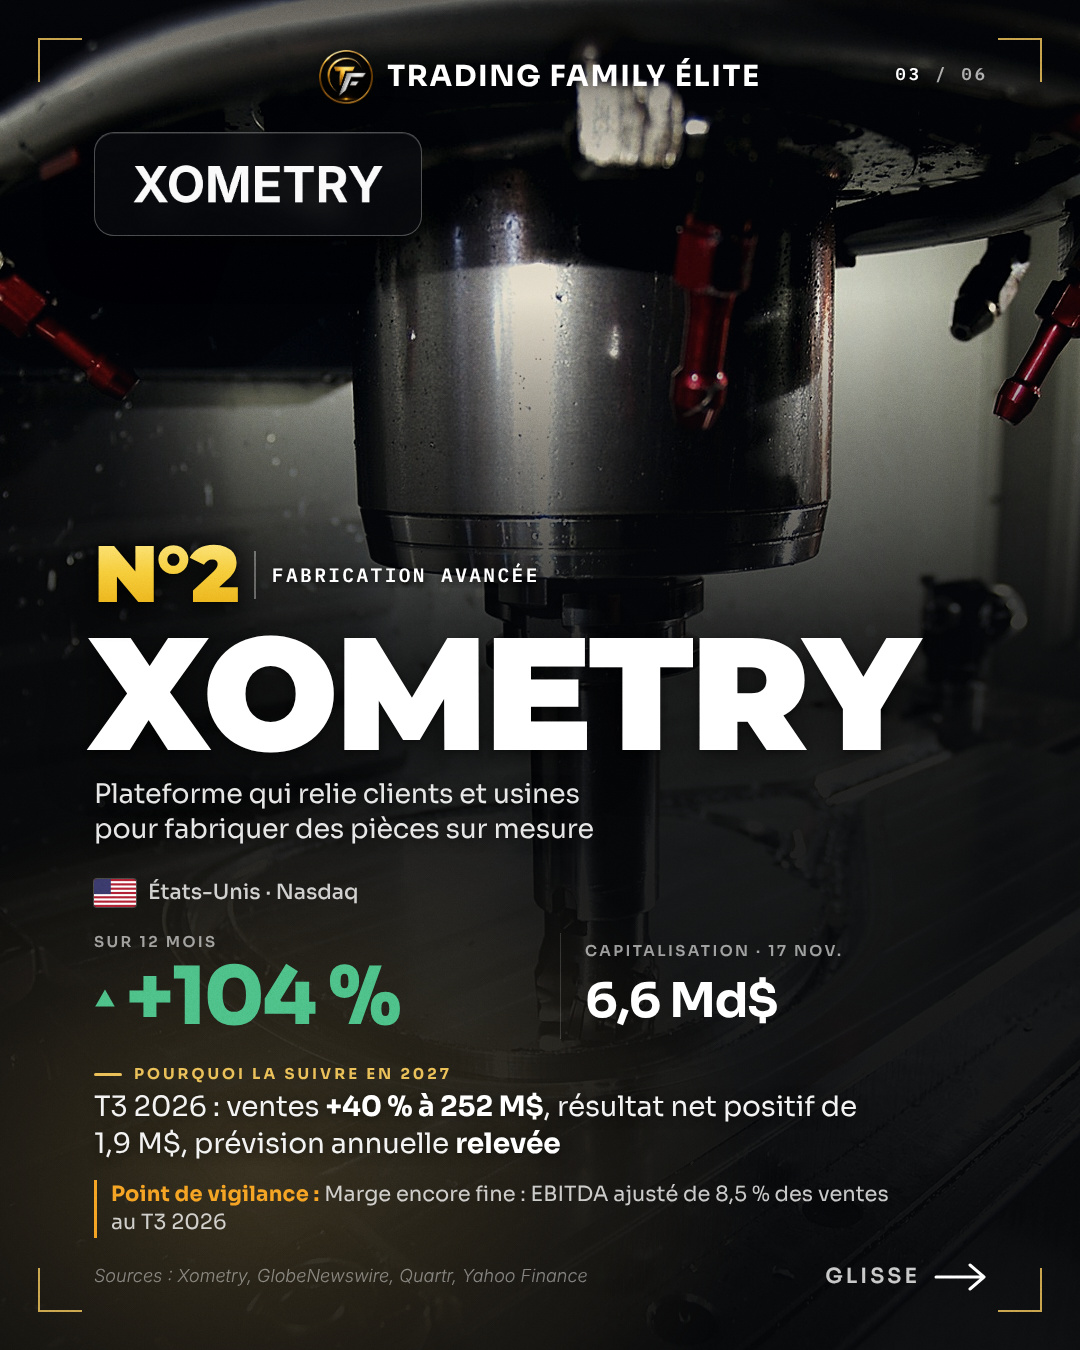 TRADING FAMILY ÉLITE
03 / 06
XOMETRY
N°2
FABRICATION AVANCÉE
XOMETRY
Plateforme qui relie clients et usines
pour fabriquer des pièces sur mesure
États-Unis · Nasdaq
SUR 12 MOIS
▲ +104 %
CAPITALISATION · 17 NOV.
6,6 Md$
POURQUOI LA SUIVRE EN 2027
T3 2026 : ventes +40 % à 252 M$, résultat net positif de
1,9 M$, prévision annuelle relevée
Point de vigilance : Marge encore fine : EBITDA ajusté de 8,5 % des ventes
au T3 2026
Sources : Xometry, GlobeNewswire, Quartr, Yahoo Finance
GLISSE